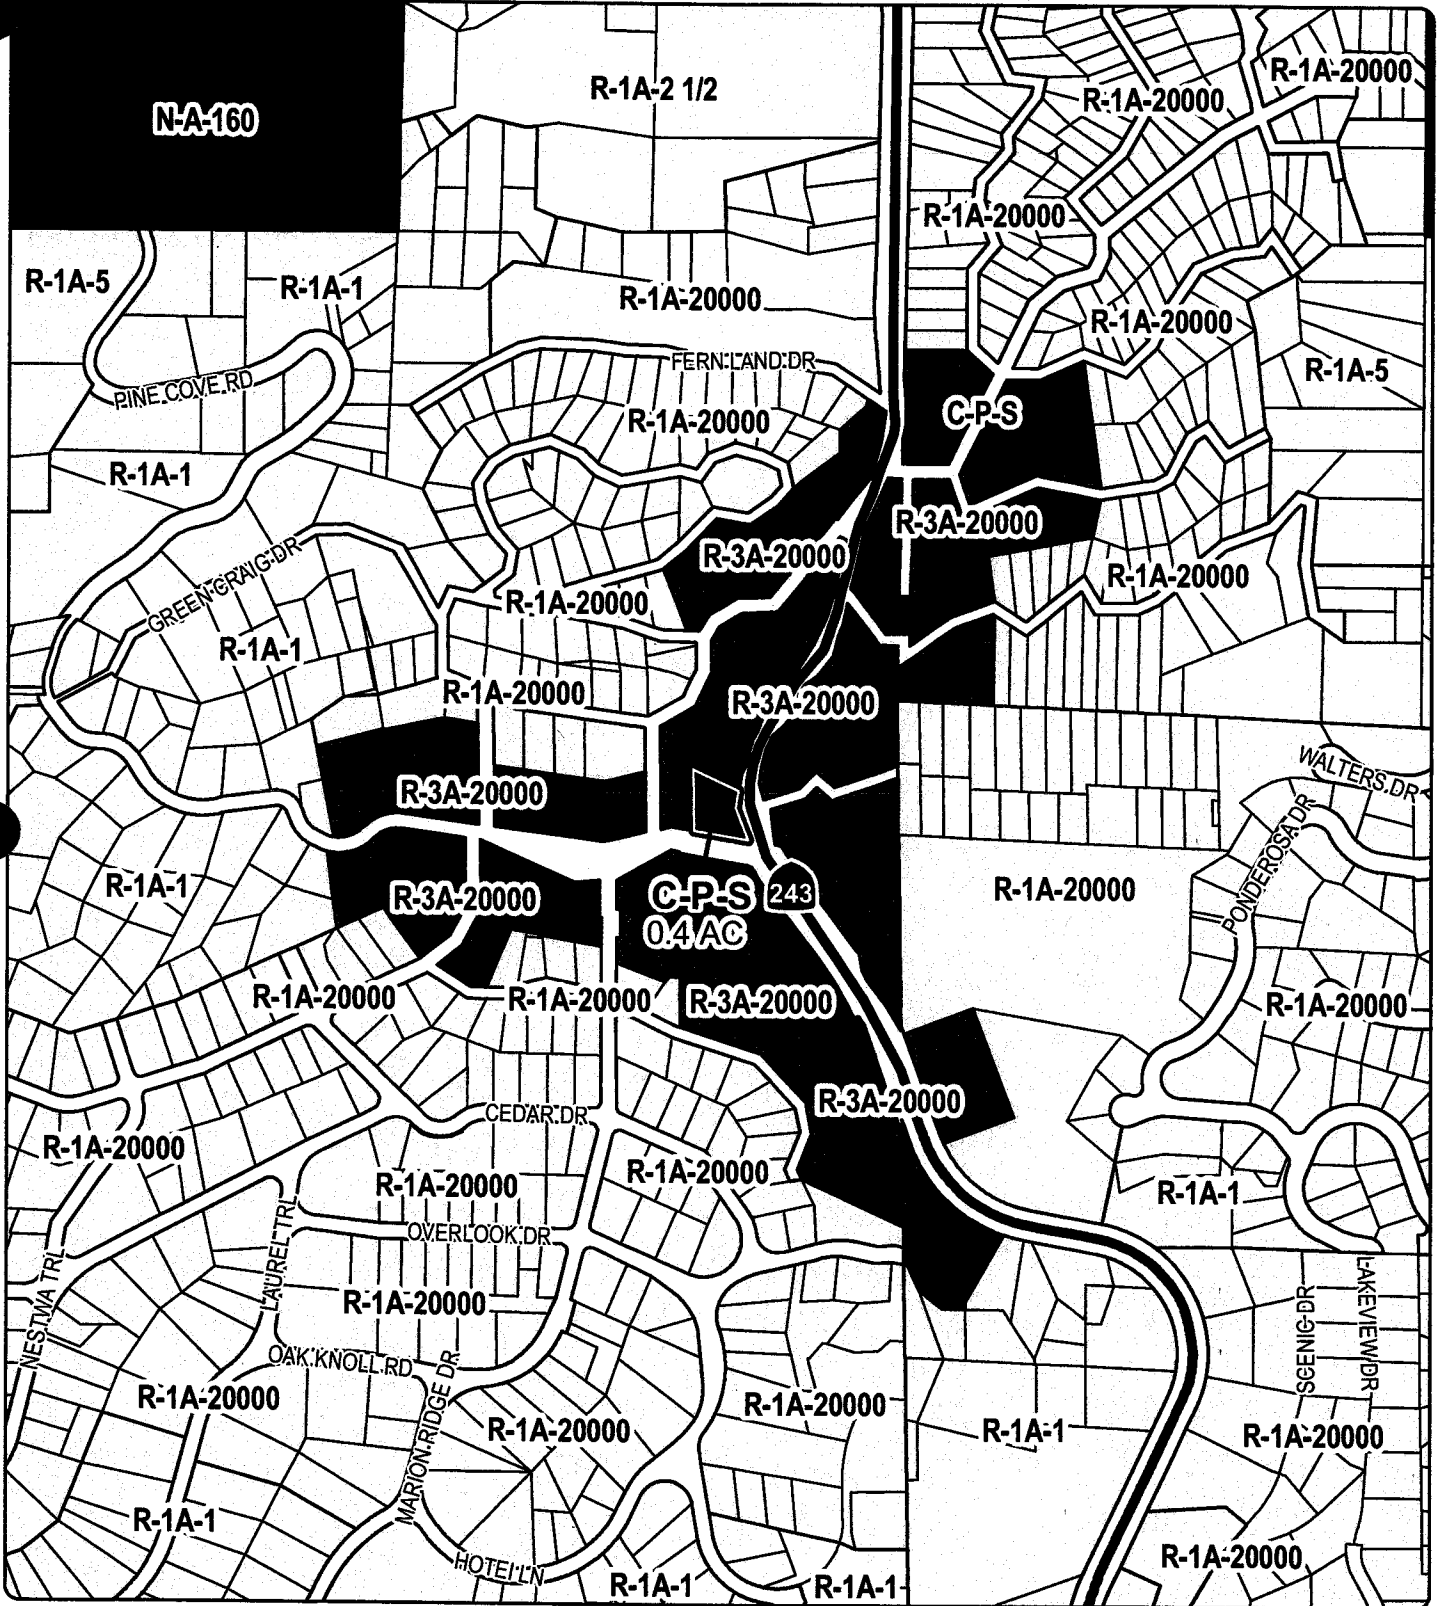 R-1A-20000
R-1A-2 1/2
R-1A-20000
N-A-160
R-1A-20000
R-1A-5
R-1A-1
R-1A-20000
R-1A-20000
FERN LAND DR
R-1A-5
PINE COVE RD
C-P-S
R-1A-20000
R-1A-1
R-3A-20000
R-3A-20000
GREEN CRAIG DR
R-1A-20000
R-1A-20000
R-1A-1
R-1A-20000
R-3A-20000
WALTERS DR
R-3A-20000
PONDEROSA DR
R-1A-1
R-3A-20000
C-P-S
243
R-1A-20000
0.4 AC
R-1A-20000
R-1A-20000
R-3A-20000
R-1A-20000
R-3A-20000
CEDAR DR
R-1A-20000
R-1A-20000
R-1A-20000
R-1A-1
LAUREL TRL
OVERLOOK DR
NESTWA TRL
R-1A-20000
SCENIC DR
LAKEVIEW DR
OAK KNOLL RD
R-1A-20000
MARION RIDGE DR
R-1A-20000
R-1A-20000
R-1A-1
R-1A-20000
R-1A-1
HOTEI LN
R-1A-1
R-1A-1
R-1A-20000